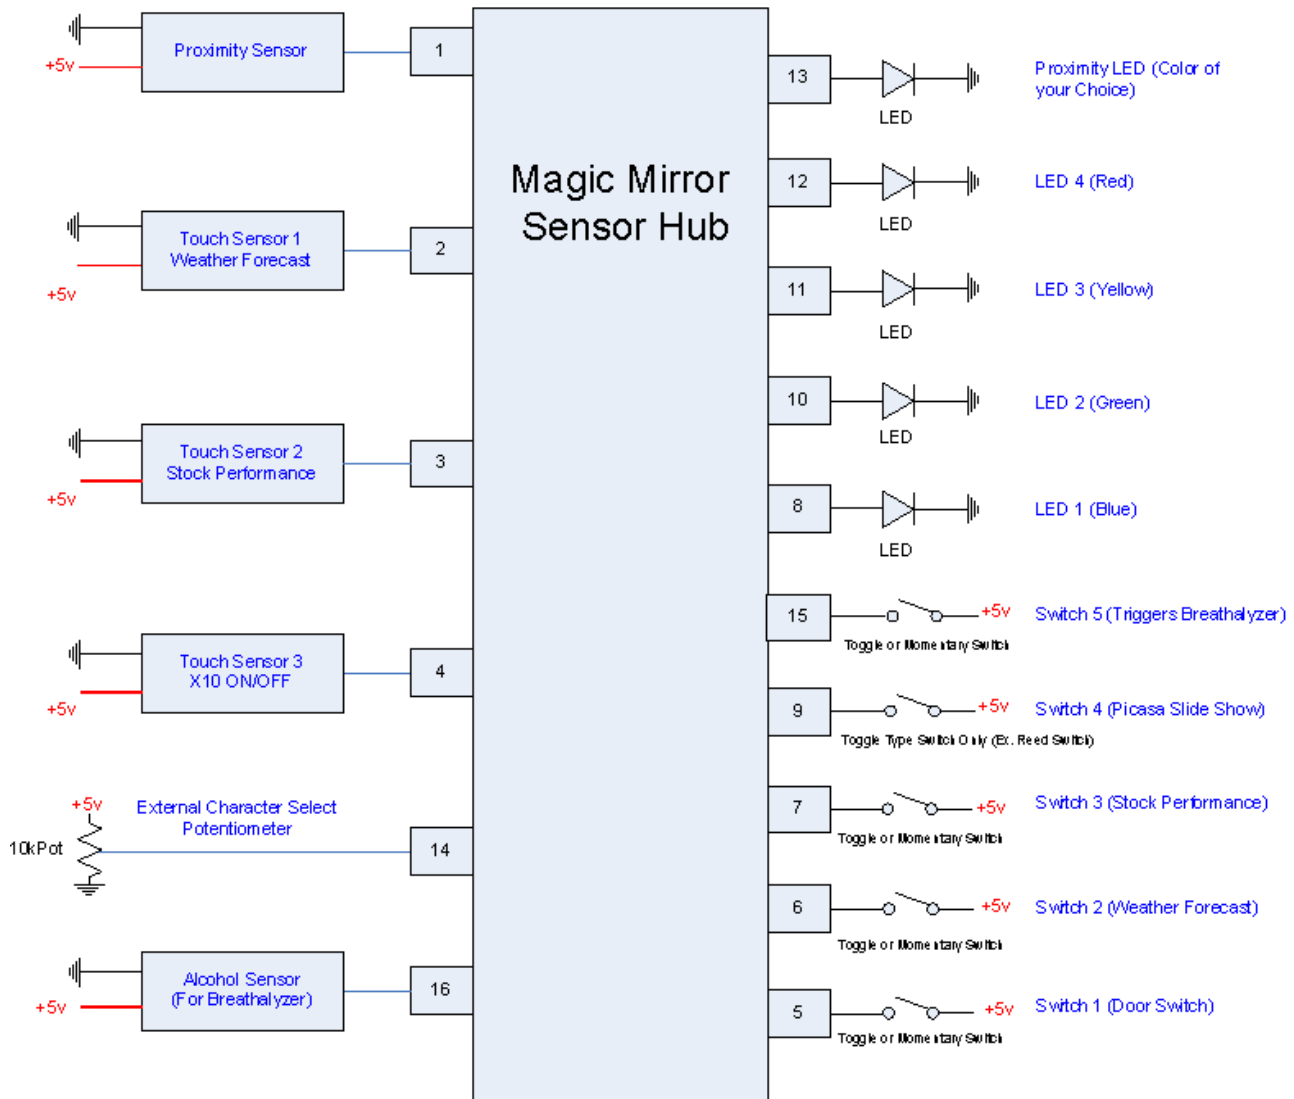 Proximity Sensor
+5v
1
Touch Sensor 1
Weather Forecast
+5v
2
Touch Sensor 2
Stock Performance
+5v
3
Touch Sensor 3
X10 ON/OFF
+5v
4
+5v
External Character Select
Potentiometer
10kPot
14
Alcohol Sensor
(For Breathalyzer)
+5v
16
Magic Mirror
Sensor Hub
13
LED
Proximity LED (Color of
your Choice)
12
LED
LED 4 (Red)
11
LED
LED 3 (Yellow)
10
LED
LED 2 (Green)
8
LED
LED 1 (Blue)
15
+5v
Switch 5 (Triggers Breathalyzer)
Toggle or Momentary Switch
9
+5v
Switch 4 (Picasa Slide Show)
Toggle Type Switch Only (Ex. Reed Switch)
7
+5v
Switch 3 (Stock Performance)
Toggle or Momentary Switch
6
+5v
Switch 2 (Weather Forecast)
Toggle or Momentary Switch
5
+5v
Switch 1 (Door Switch)
Toggle or Momentary Switch